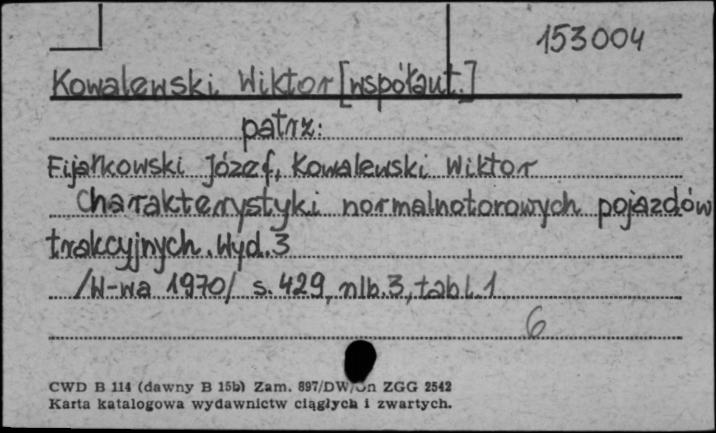 153004
Kowalewski Wiktor [współaut.]
patrz:
Fijałkowski Józef, Kowalewski Wiktor
Charakterystyki normalnotorowych pojazdów
trakcyjnych. Wyd. 3
/W-wa 1970/ s. 429, nlb. 3, tabl. 1
6
CWD B 114 (dawny B 15b) Zam. 897/DW/Jn ZGG 2542
Karta katalogowa wydawnictw ciągłych i zwartych.